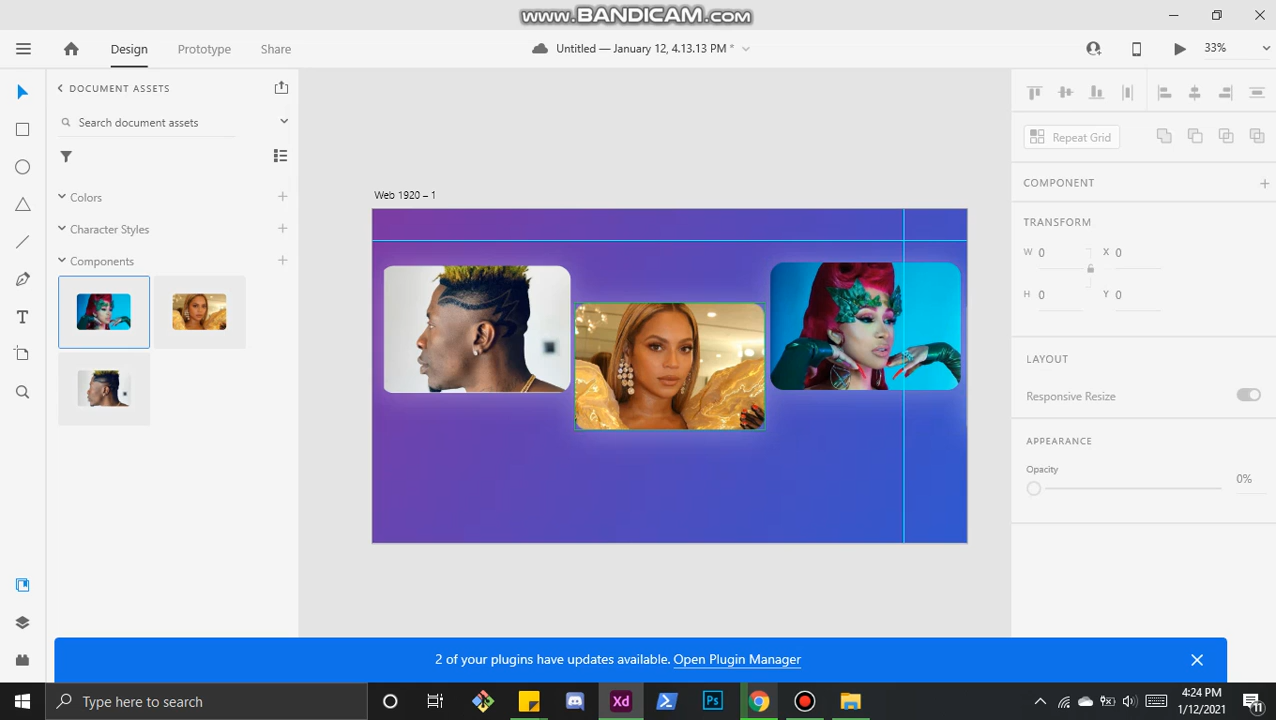 www.BANDICAM.com
Design
Prototype
Share
Untitled — January 12, 4.13.13 PM *
33%
DOCUMENT ASSETS
Search document assets
Repeat Grid
Colors
COMPONENT
Web 1920 – 1
Character Styles
TRANSFORM
W 0 X 0
Components
H 0 Y 0
LAYOUT
Responsive Resize
APPEARANCE
Opacity
0%
2 of your plugins have updates available. Open Plugin Manager
Type here to search
Xd
Ps
4:24 PM
1/12/2021
11